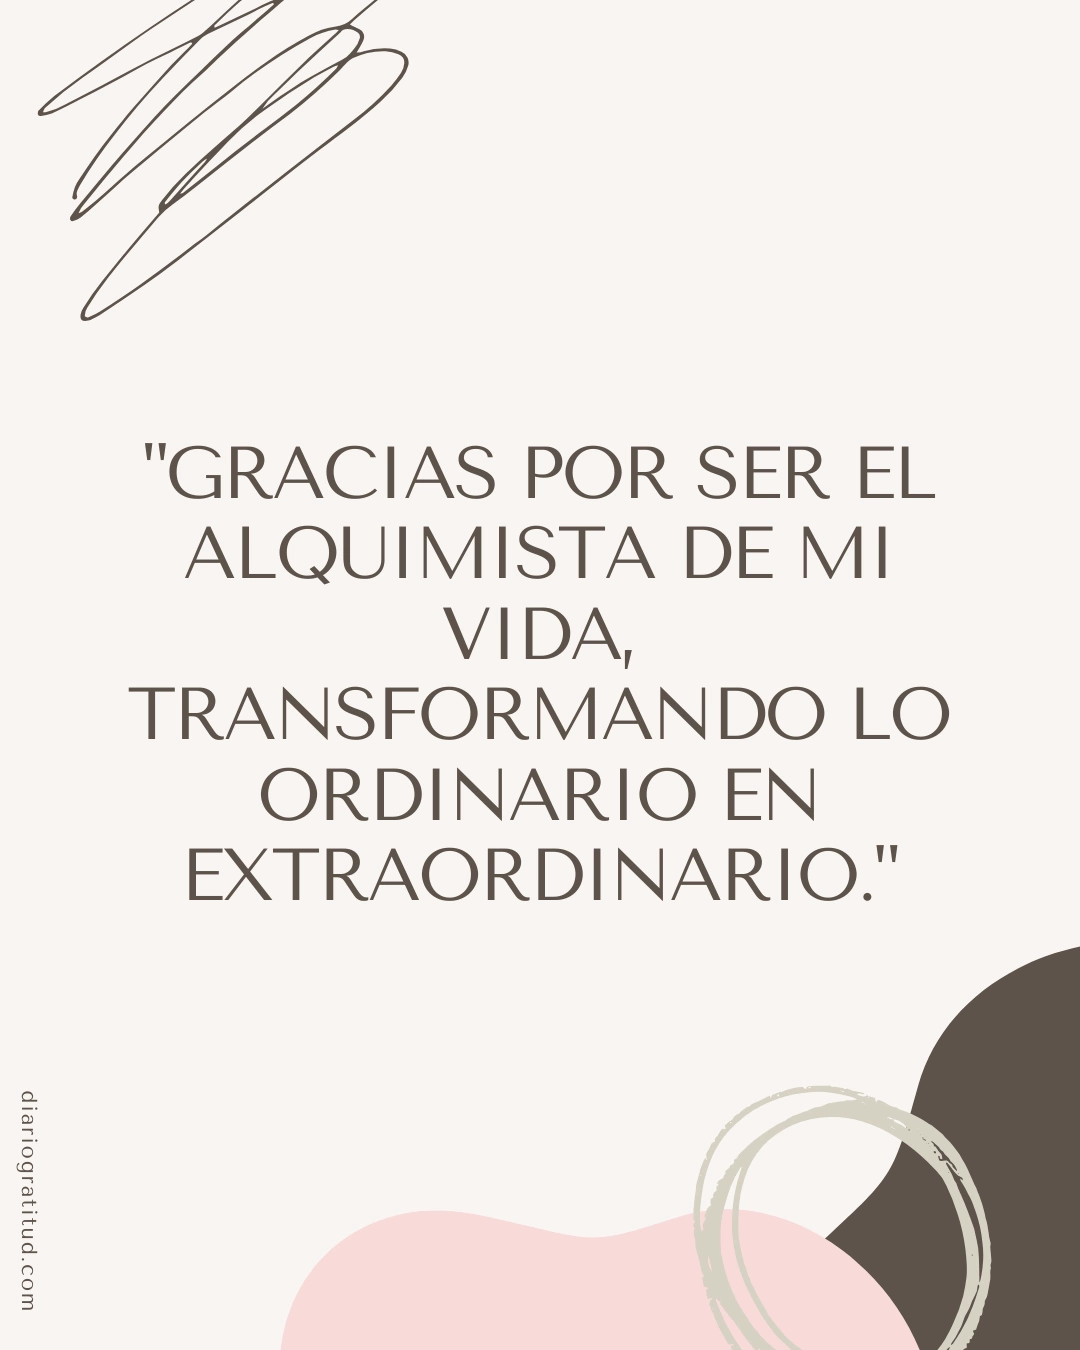 "GRACIAS POR SER EL
ALQUIMISTA DE MI
VIDA,
TRANSFORMANDO LO
ORDINARIO EN
EXTRAORDINARIO."
diariogratitud.com